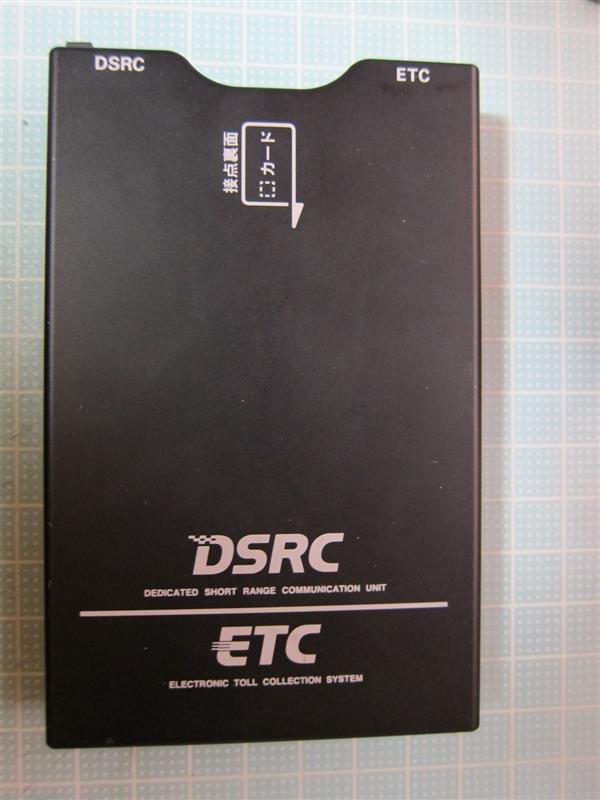 DSRC
ETC
接点裏面
カード
DSRC
DEDICATED SHORT RANGE COMMUNICATION UNIT
ETC
ELECTRONIC TOLL COLLECTION SYSTEM